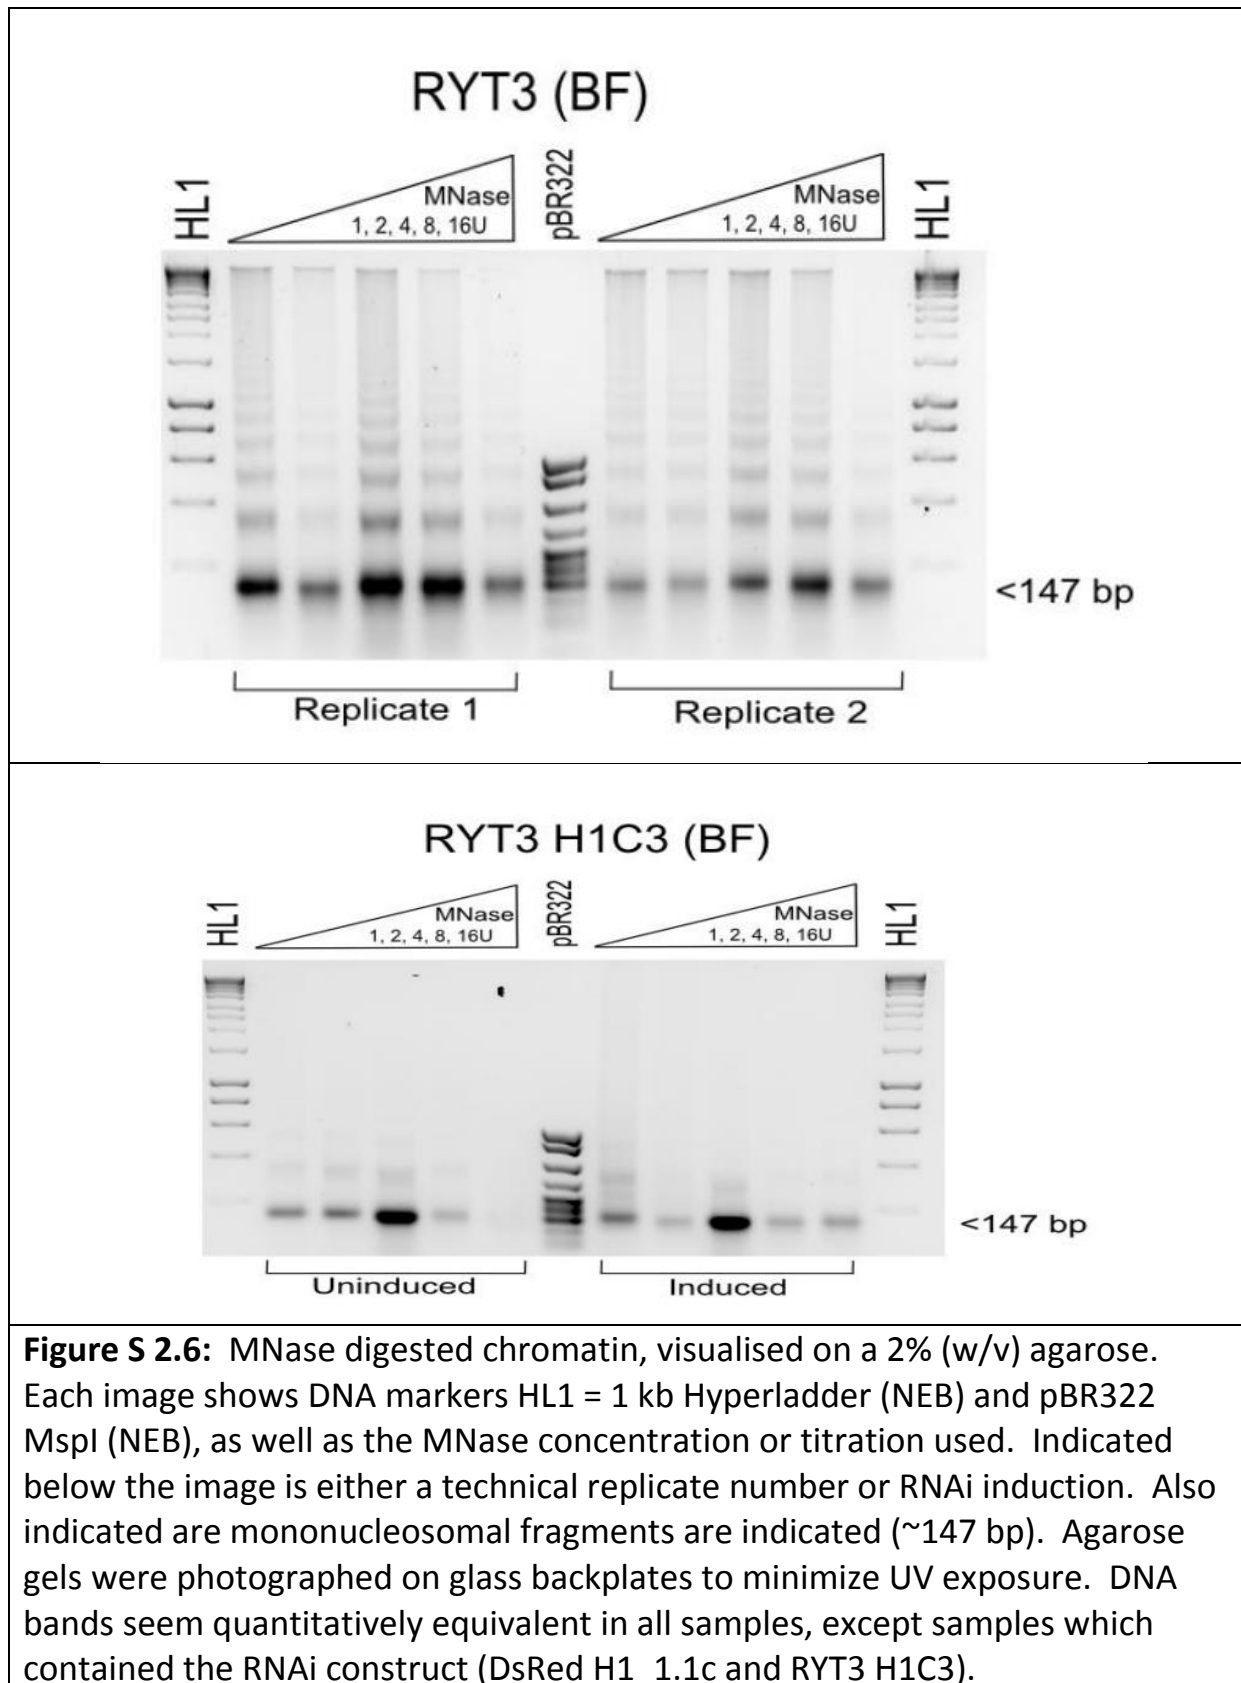 RYT3 (BF)
HL1
MNase
1, 2, 4, 8, 16U
pBR322
MNase
1, 2, 4, 8, 16U
HL1
<147 bp
Replicate 1
Replicate 2
RYT3 H1C3 (BF)
HL1
MNase
1, 2, 4, 8, 16U
pBR322
MNase
1, 2, 4, 8, 16U
HL1
<147 bp
Uninduced
Induced
Figure S 2.6:  MNase digested chromatin, visualised on a 2% (w/v) agarose.
Each image shows DNA markers HL1 = 1 kb Hyperladder (NEB) and pBR322
MspI (NEB), as well as the MNase concentration or titration used.  Indicated
below the image is either a technical replicate number or RNAi induction.  Also
indicated are mononucleosomal fragments are indicated (~147 bp).  Agarose
gels were photographed on glass backplates to minimize UV exposure.  DNA
bands seem quantitatively equivalent in all samples, except samples which
contained the RNAi construct (DsRed H1_1.1c and RYT3 H1C3).